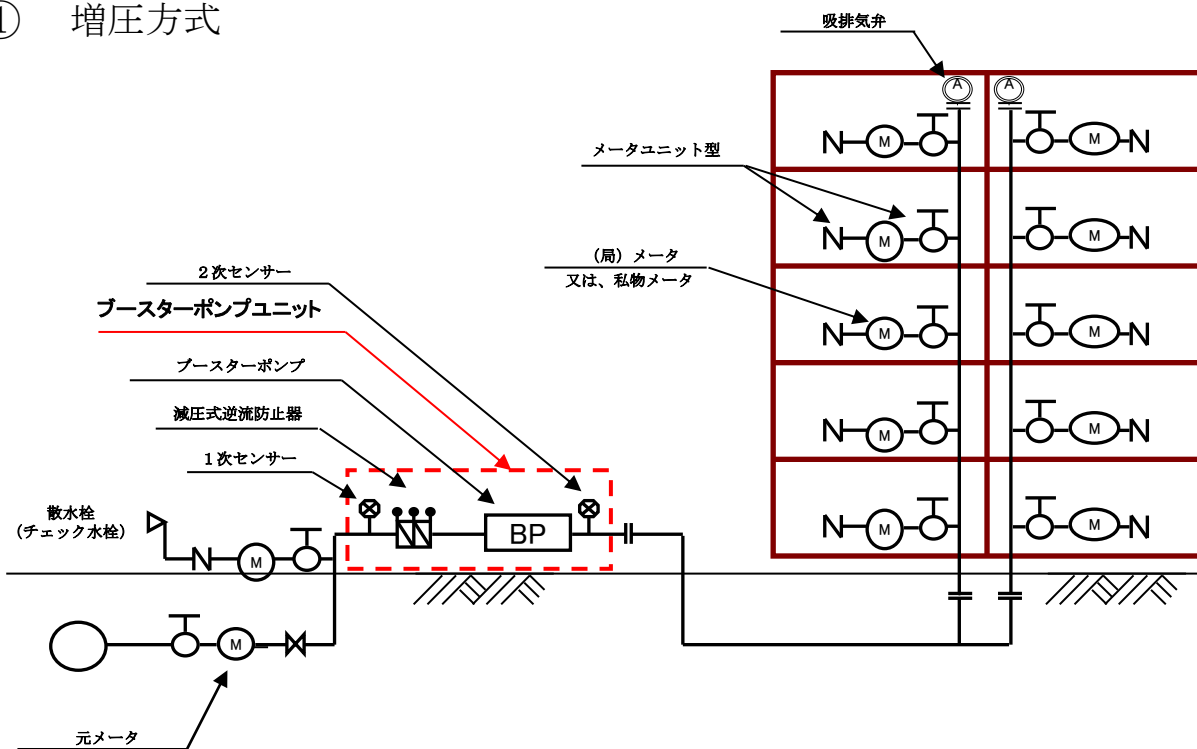 ① 増圧方式
吸排気弁
A A
M M
メータユニット型
M M
(局)メータ
又は、私物メータ
M M
2次センサー
ブースターポンプユニット
ブースターポンプ
減圧式逆流防止器
1次センサー
M M
散水栓
(チェック水栓)
BP
M M
M
M
元メータ